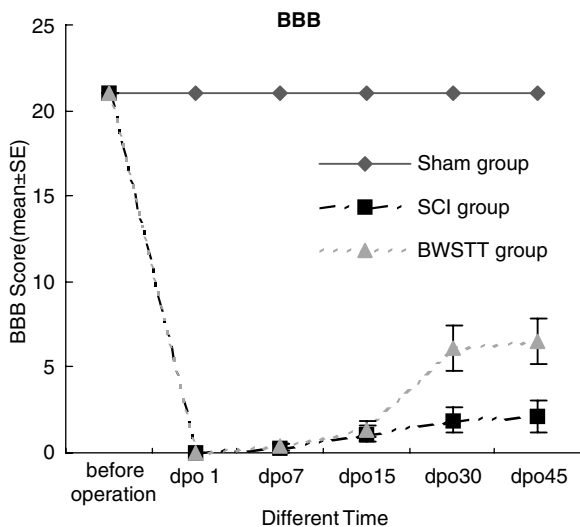 BBB
25
20
15
10
5
0
BBB Score(mean±SE)
Sham group
SCI group
BWSTT group
before operation
dpo 1
dpo7
dpo15
dpo30
dpo45
Different Time